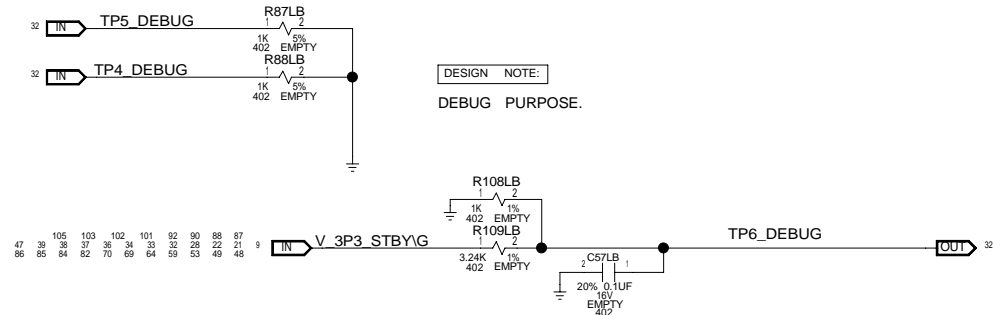 R87LB
32 IN TP5_DEBUG 1 2
1K 5%
402 EMPTY
R88LB
32 IN TP4_DEBUG 1 2
1K 5%
402 EMPTY
DESIGN NOTE:
DEBUG PURPOSE.
R108LB
1 2
1K 1%
402 EMPTY
R109LB
105 103 102 101 92 90 88 87
47 39 38 37 36 34 33 32 28 22 21 9 IN V_3P3_STBY\G 1 2 TP6_DEBUG OUT 32
86 85 84 82 70 69 64 59 53 49 48
3.24K 1%
402 EMPTY
C57LB
2 1
20% 0.1UF
16V
EMPTY
402